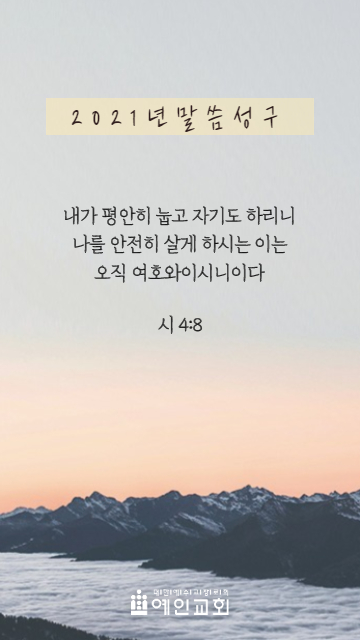 2021년말씀성구
내가 평안히 눕고 자기도 하리니
나를 안전히 살게 하시는 이는
오직 여호와이시니이다
시 4:8
예인교회